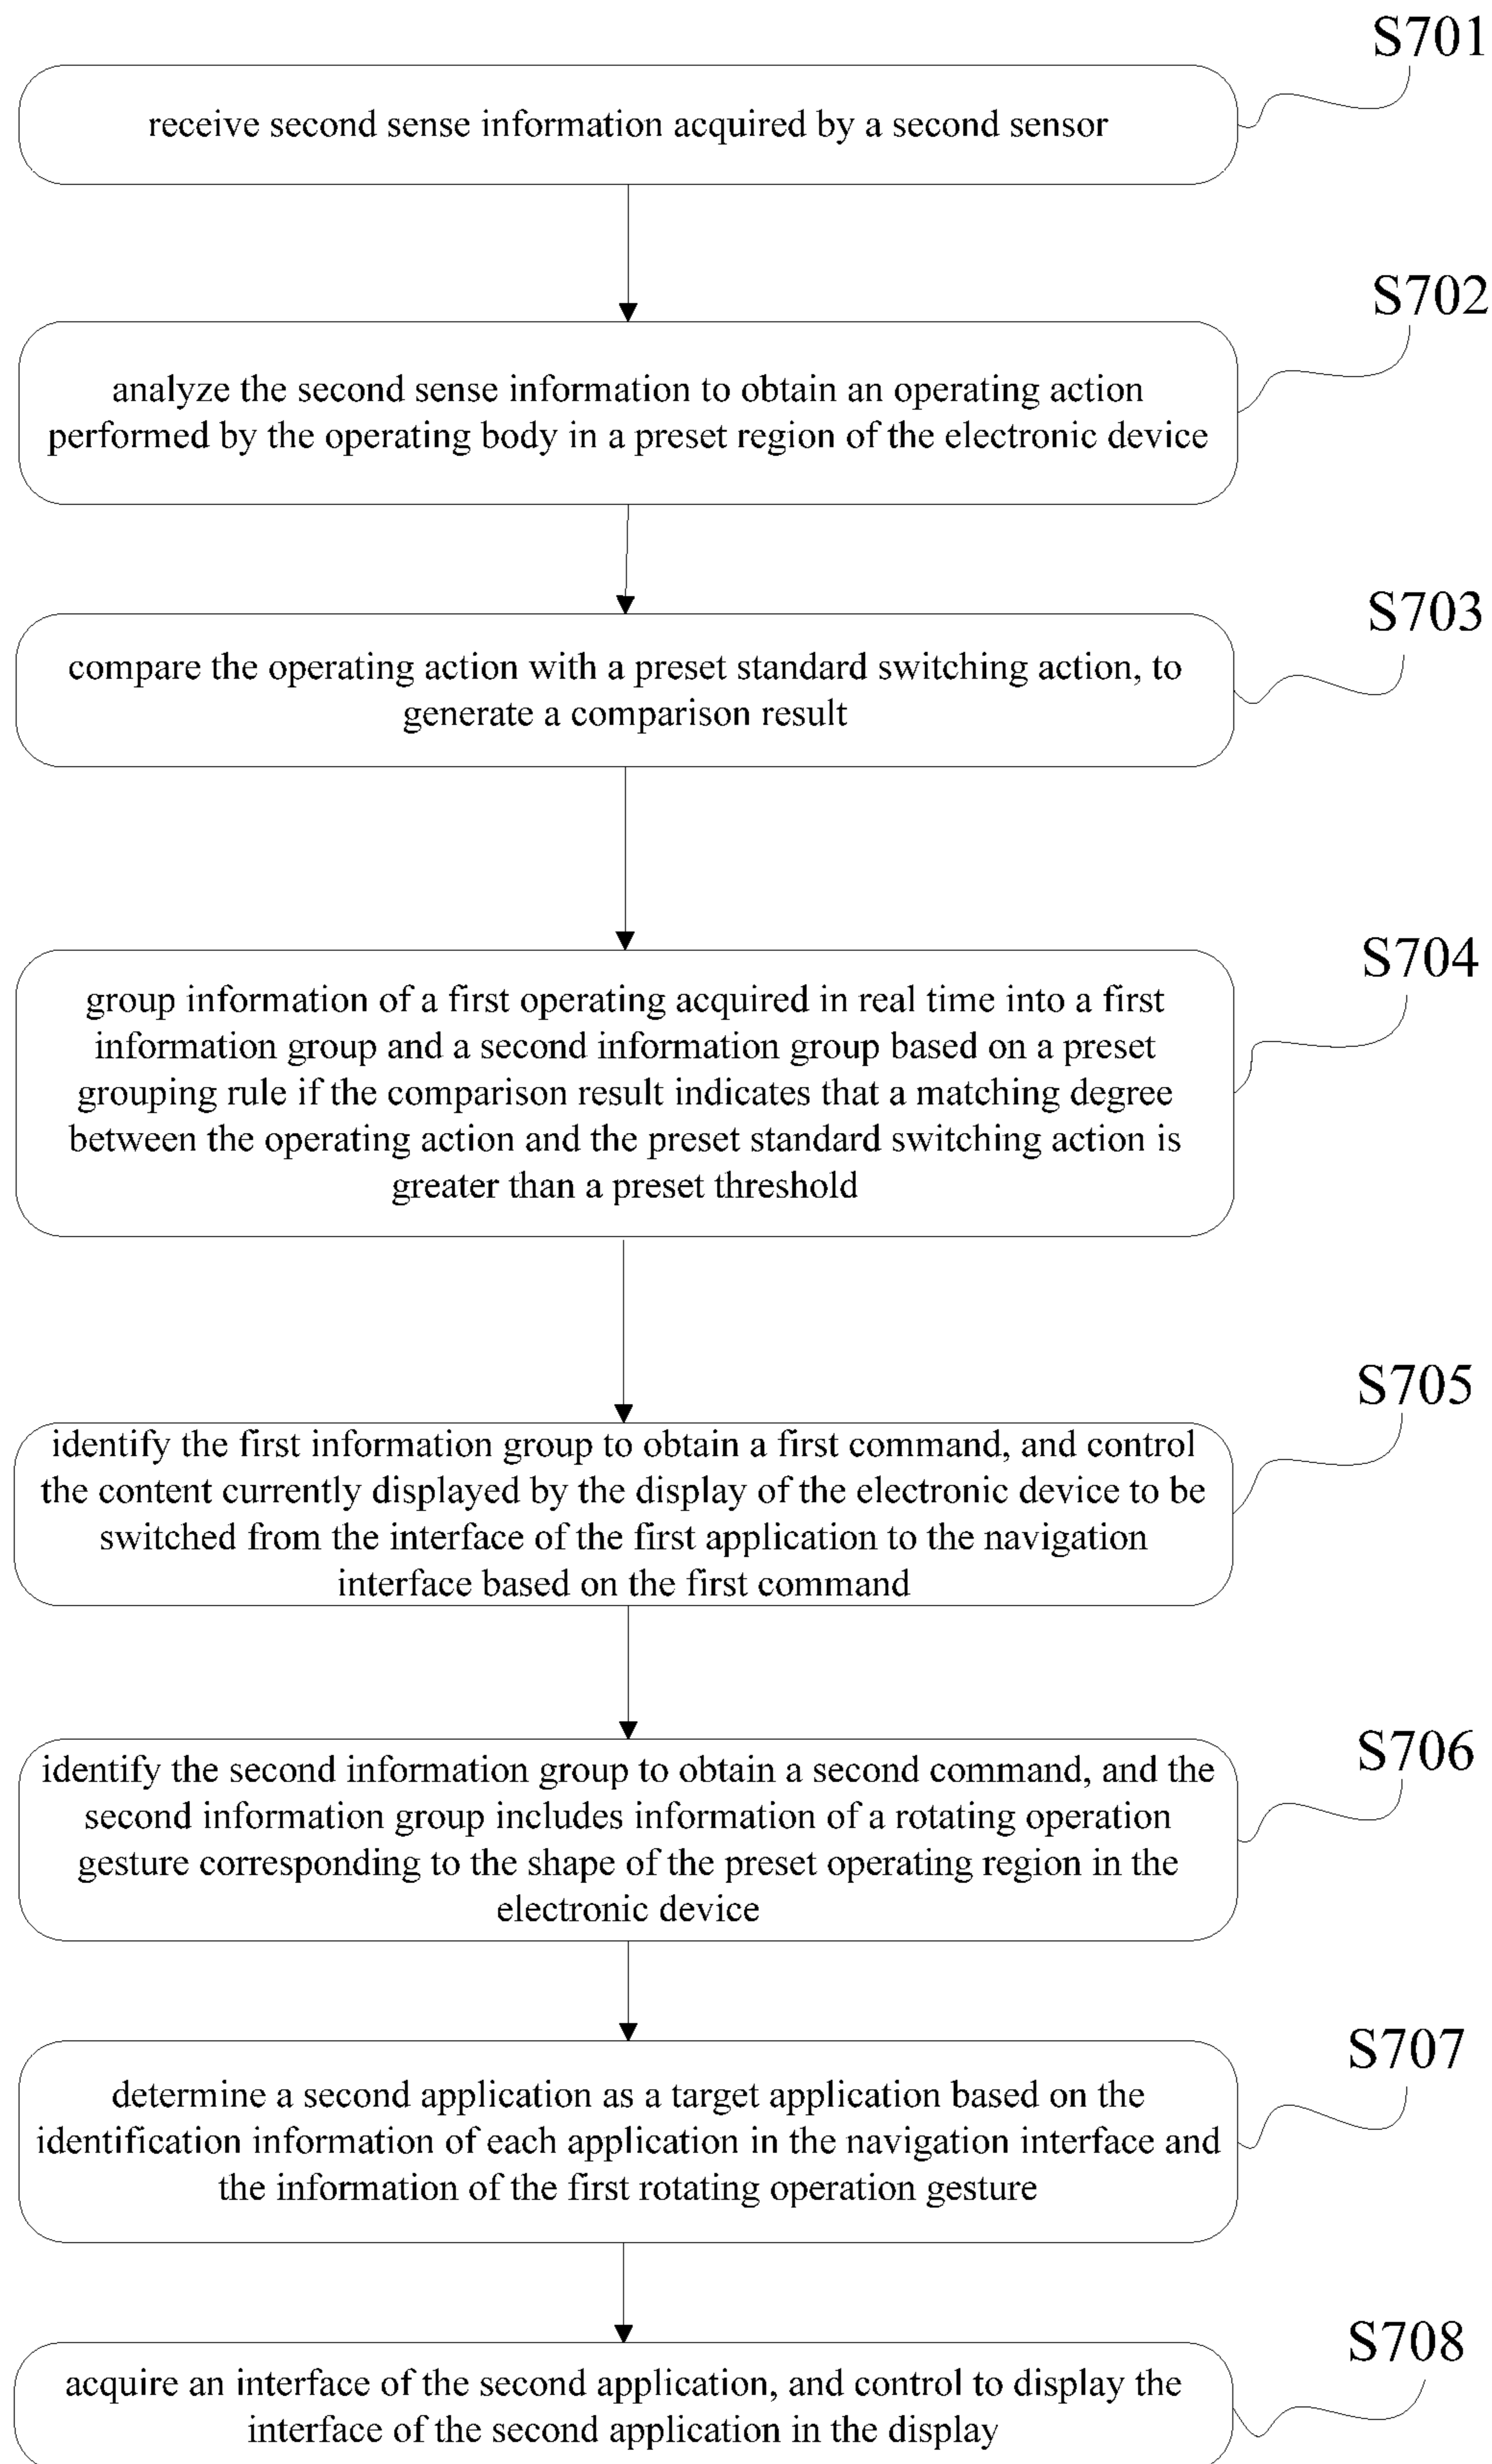 S701
receive second sense information acquired by a second sensor
S702
analyze the second sense information to obtain an operating action
performed by the operating body in a preset region of the electronic device
S703
compare the operating action with a preset standard switching action, to
generate a comparison result
S704
group information of a first operating acquired in real time into a first
information group and a second information group based on a preset
grouping rule if the comparison result indicates that a matching degree
between the operating action and the preset standard switching action is
greater than a preset threshold
S705
identify the first information group to obtain a first command, and control
the content currently displayed by the display of the electronic device to be
switched from the interface of the first application to the navigation
interface based on the first command
S706
identify the second information group to obtain a second command, and the
second information group includes information of a rotating operation
gesture corresponding to the shape of the preset operating region in the
electronic device
S707
determine a second application as a target application based on the
identification information of each application in the navigation interface and
the information of the first rotating operation gesture
S708
acquire an interface of the second application, and control to display the
interface of the second application in the display